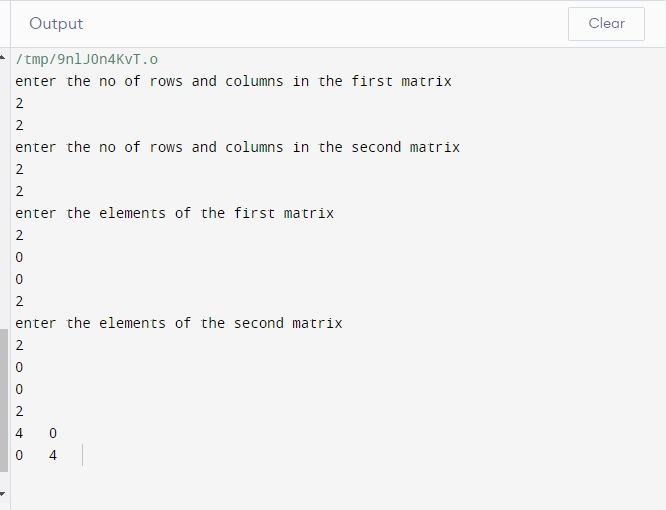 Output
Clear
/tmp/9nlJOn4KvT.o
enter the no of rows and columns in the first matrix
2
2
enter the no of rows and columns in the second matrix
2
2
enter the elements of the first matrix
2
0
0
2
enter the elements of the second matrix
2
0
0
2
4   0
0   4